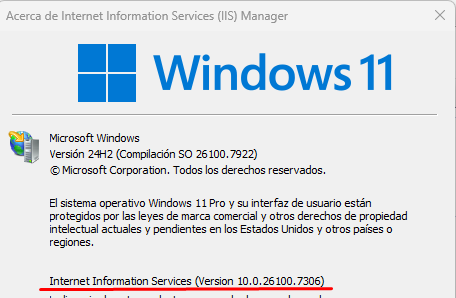 Acerca de Internet Information Services (IIS) Manager
Windows 11
Microsoft Windows
Versión 24H2 (Compilación SO 26100.7922)
© Microsoft Corporation. Todos los derechos reservados.
El sistema operativo Windows 11 Pro y su interfaz de usuario están
protegidos por las leyes de marca comercial y otros derechos de propiedad
intelectual actuales y pendientes en los Estados Unidos y otros países o
regiones.
Internet Information Services (Version 10.0.26100.7306)